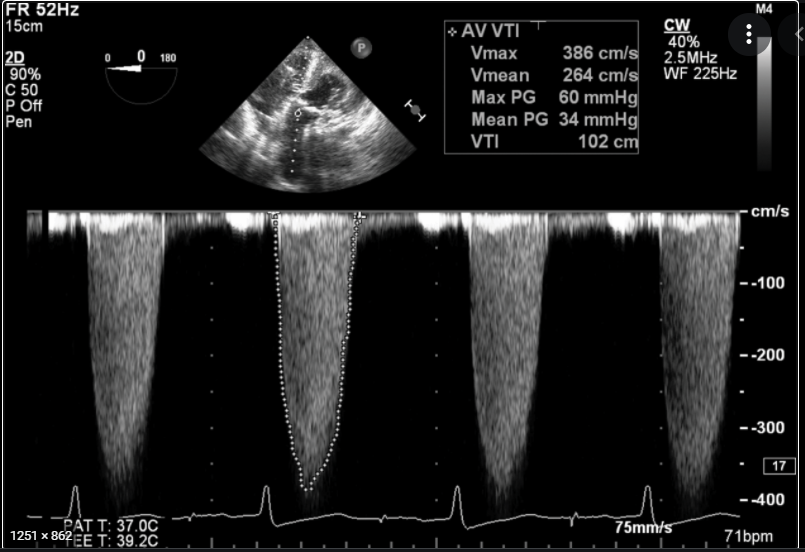 FR 52Hz
15cm
2D
90%
C 50
P Off
Pen
0 0 180
P
AV VTI
Vmax 386 cm/s
Vmean 264 cm/s
Max PG 60 mmHg
Mean PG 34 mmHg
VTI 102 cm
CW
40%
2.5MHz
WF 225Hz
M4
cm/s
-100
-200
-300
17
-400
PAT T: 37.0C
TEE T: 39.2C
1251 × 862
75mm/s
71bpm